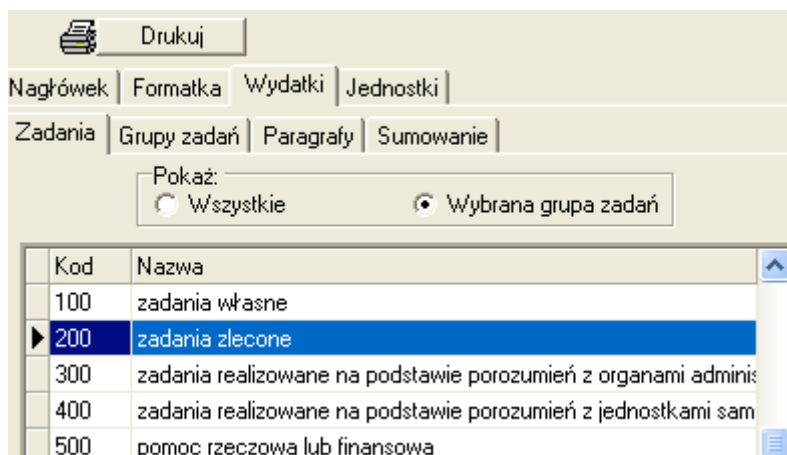 Drukuj
Nagłówek Formatka Wydatki Jednostki
Zadania Grupy zadań Paragrafy Sumowanie
Pokaż:
Wszystkie Wybrana grupa zadań
Kod Nazwa
100 zadania własne
200 zadania zlecone
300 zadania realizowane na podstawie porozumień z organami adminis
400 zadania realizowane na podstawie porozumień z jednostkami sam
500 pomoc rzeczowa lub finansowa